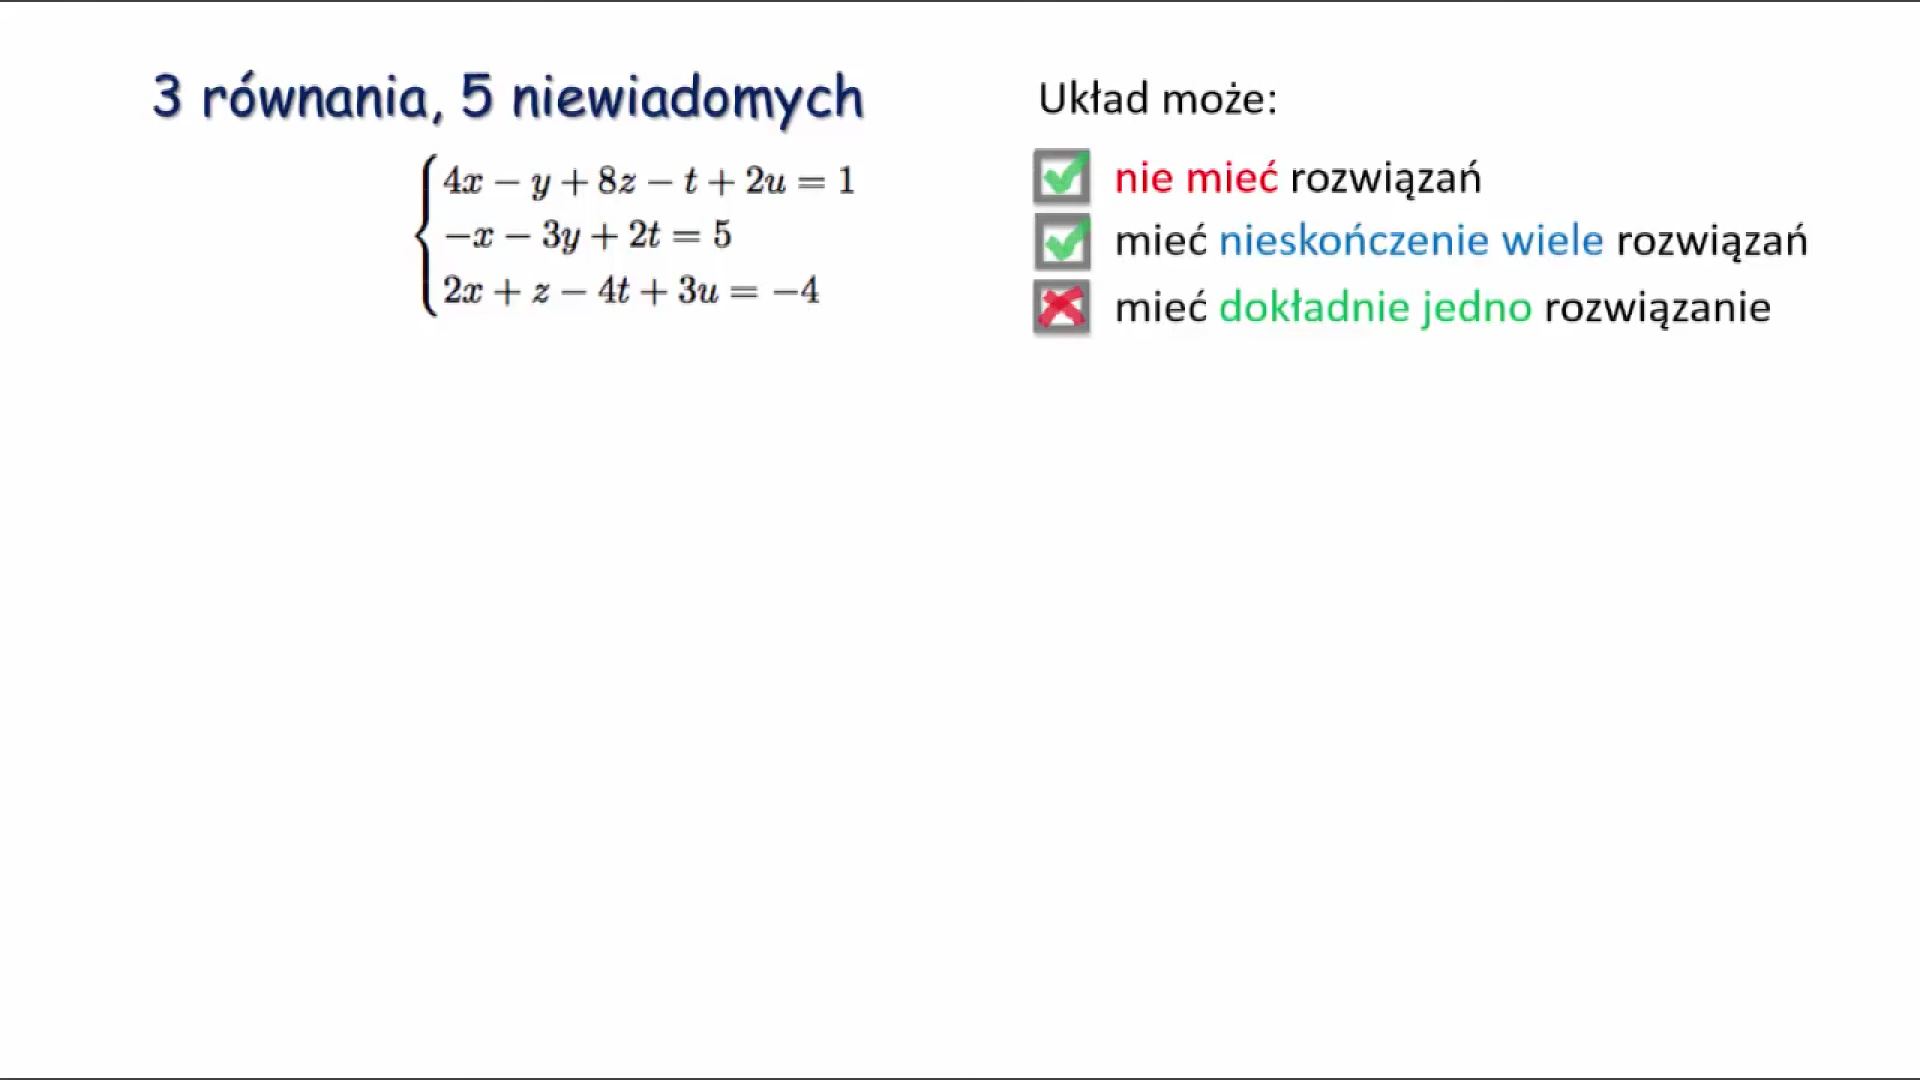 3 równania, 5 niewiadomych
4x − y + 8z − t + 2u = 1
−x − 3y + 2t = 5
2x + z − 4t + 3u = −4
Układ może:
nie mieć rozwiązań
mieć nieskończenie wiele rozwiązań
mieć dokładnie jedno rozwiązanie